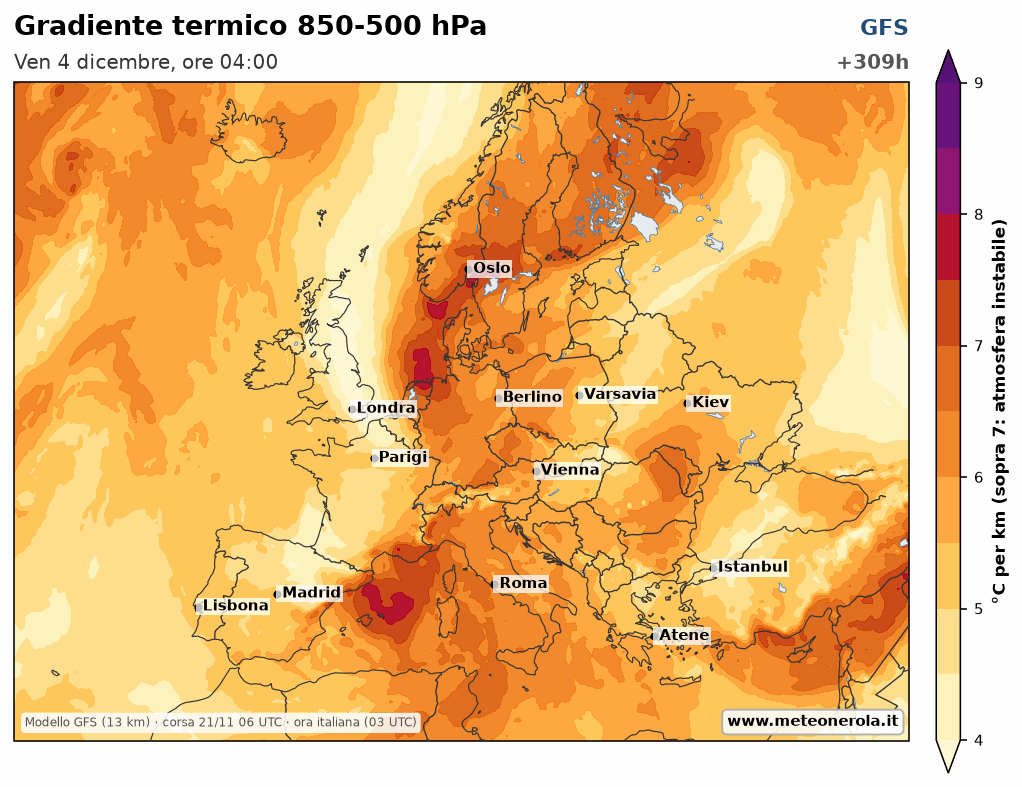 Gradiente termico 850-500 hPa
GFS
Ven 4 dicembre, ore 04:00
+309h
9
8
7
6
5
4
°C per km (sopra 7: atmosfera instabile)
Oslo
Londra
Berlino
Varsavia
Kiev
Parigi
Vienna
Istanbul
Madrid
Roma
Lisbona
Atene
Modello GFS (13 km) · corsa 21/11 06 UTC · ora italiana (03 UTC)
www.meteonerola.it